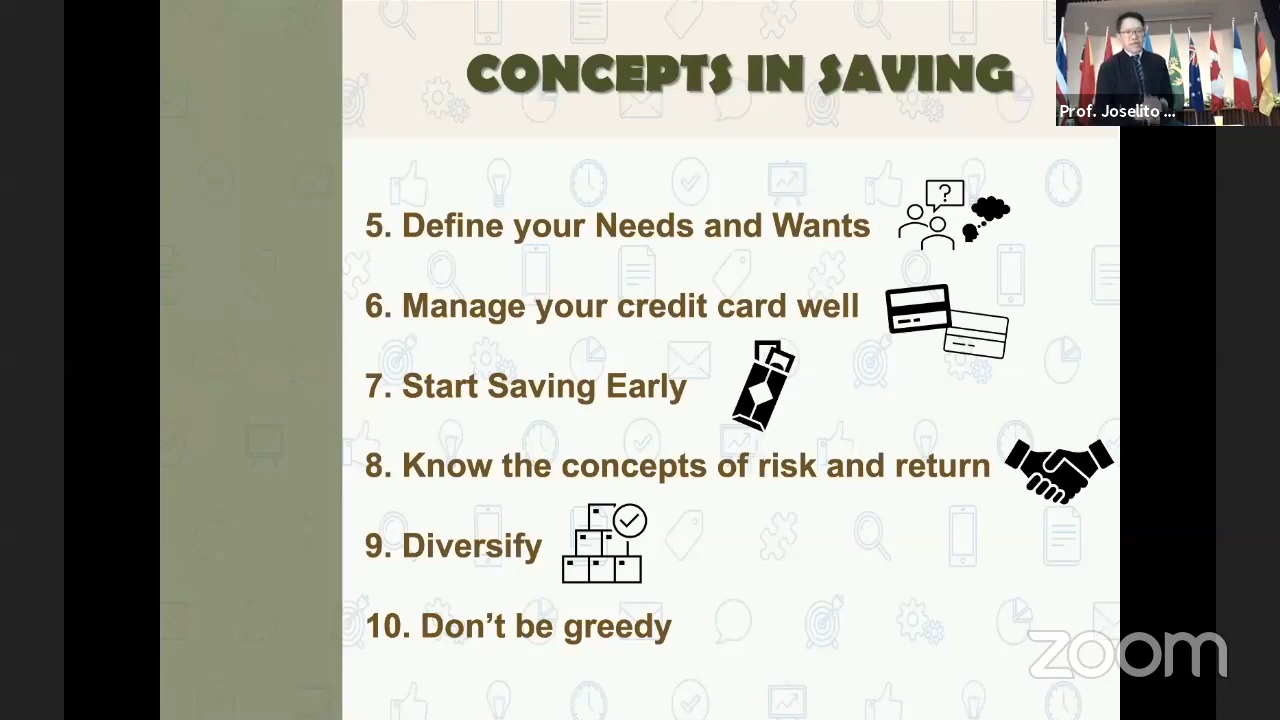 CONCEPTS IN SAVING
Prof. Joselito ...
?
5. Define your Needs and Wants
6. Manage your credit card well
7. Start Saving Early
8. Know the concepts of risk and return
9. Diversify
10. Don’t be greedy
zoom